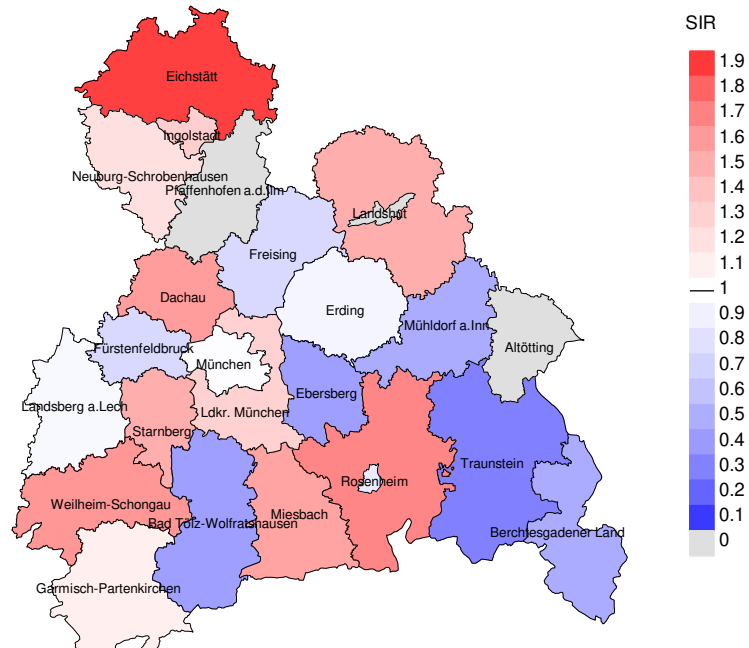 SIR
Eichstätt
Ingolstadt
Neuburg-Schrobenhausen
Pfaffenhofen a.d.Ilm
Landshut
Freising
Dachau
Erding
Mühldorf a.Inn
Altötting
Fürstenfeldbruck
München
Landsberg a.Lech
Ebersberg
Ldkr. München
Starnberg
Traunstein
Rosenheim
Weilheim-Schongau
Miesbach
Bad Tölz-Wolfratshausen
Berchtesgadener Land
Garmisch-Partenkirchen
1.9
1.8
1.7
1.6
1.5
1.4
1.3
1.2
1.1
1
0.9
0.8
0.7
0.6
0.5
0.4
0.3
0.2
0.1
0